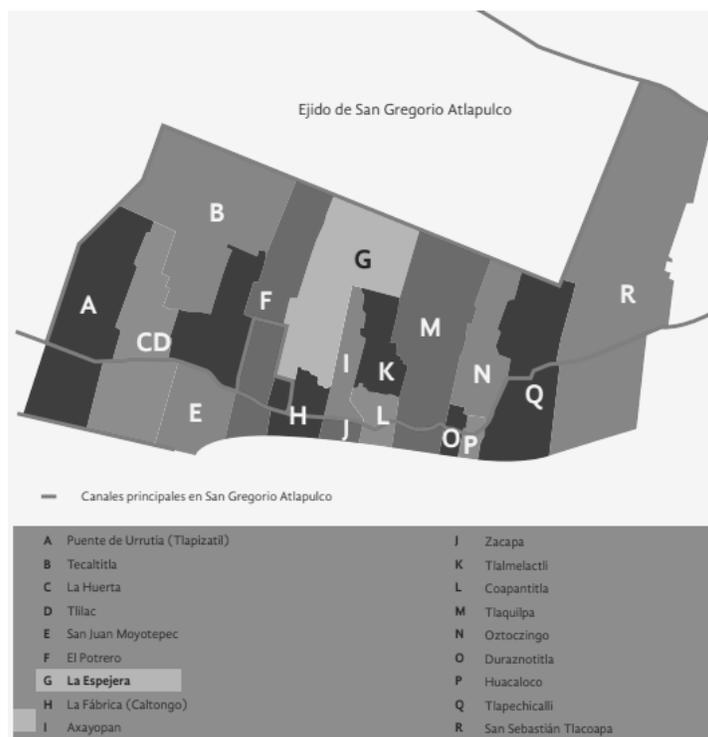 Ejido de San Gregorio Atlapulco
B
G
A
F
R
CD
M
I
K
N
Q
E
H
L
J
O
P
Canales principales en San Gregorio Atlapulco
A Puente de Urrutia (Tlapizatil)
B Tecaltitla
C La Huerta
D Tlilac
E San Juan Moyotepec
F El Potrero
G La Espejera
H La Fábrica (Caltongo)
I Axayopan
J Zacapa
K Tlalmelactli
L Coapantitla
M Tlaquilpa
N Oztoczingo
O Duraznotitla
P Huacaloco
Q Tlapechicalli
R San Sebastián Tlacoapa